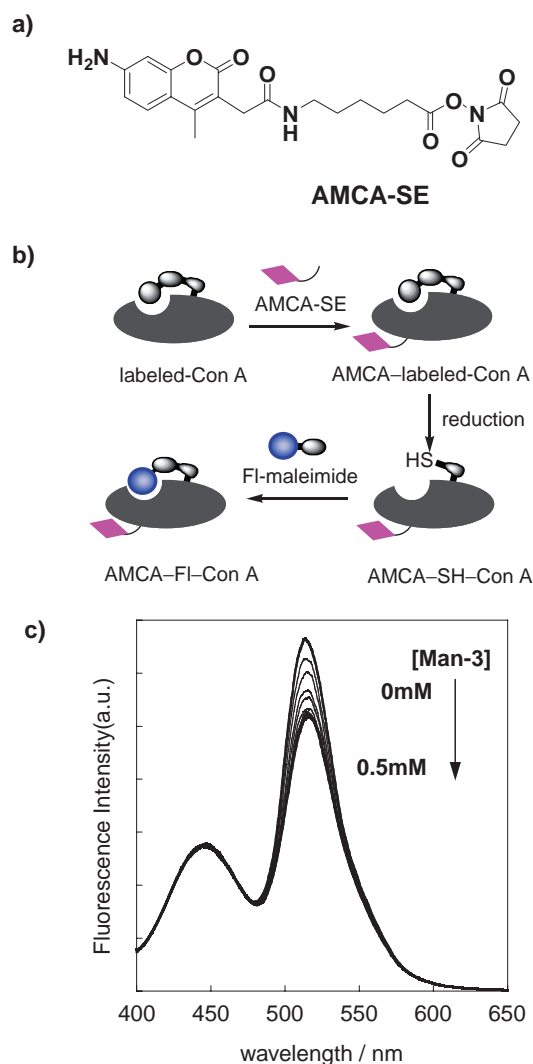 a)
H₂N
O
O
O
N
H
O
O
O
N
O
AMCA-SE
b)
AMCA-SE
labeled-Con A
AMCA–labeled-Con A
reduction
HS
Fl-maleimide
AMCA–Fl–Con A
AMCA–SH–Con A
c)
[Man-3]
0mM
0.5mM
Fluorescence Intensity(a.u.)
400 450 500 550 600 650
wavelength / nm